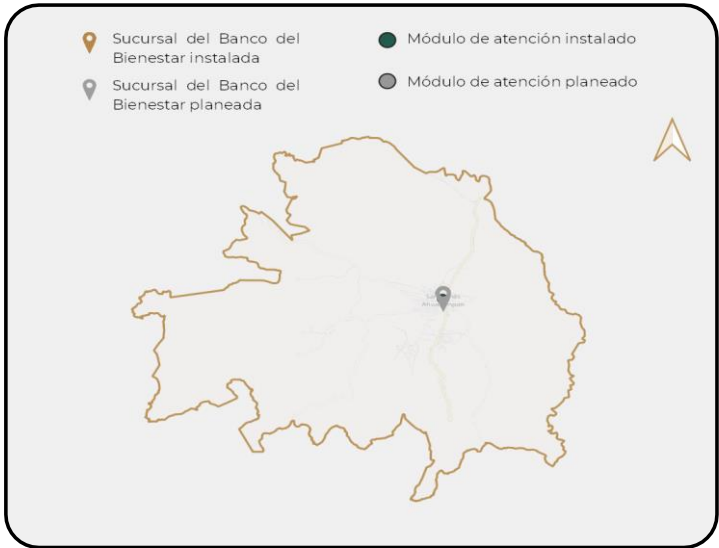 Sucursal del Banco del
Bienestar instalada
Sucursal del Banco del
Bienestar planeada
Módulo de atención instalado
Módulo de atención planeado